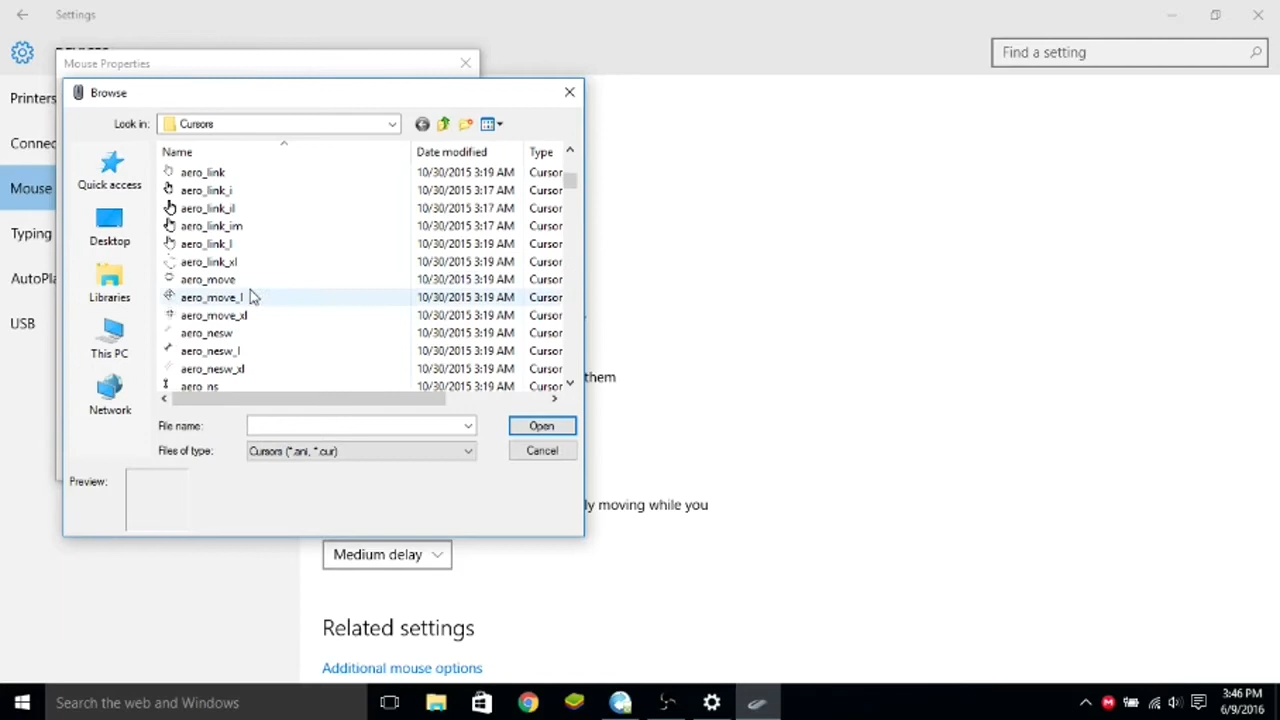 Settings
DEVICES
Find a setting
Mouse Properties
Printers
Connec
Mouse
Typing
AutoPla
USB
Browse
Look in:
Cursors
Quick access
Desktop
Libraries
This PC
Network
Name Date modified Type
aero_link 10/30/2015 3:19 AM Cursor
aero_link_i 10/30/2015 3:17 AM Cursor
aero_link_il 10/30/2015 3:17 AM Cursor
aero_link_im 10/30/2015 3:17 AM Cursor
aero_link_l 10/30/2015 3:19 AM Cursor
aero_link_xl 10/30/2015 3:19 AM Cursor
aero_move 10/30/2015 3:19 AM Cursor
aero_move_l 10/30/2015 3:19 AM Cursor
aero_move_xl 10/30/2015 3:19 AM Cursor
aero_nesw 10/30/2015 3:19 AM Cursor
aero_nesw_l 10/30/2015 3:19 AM Cursor
aero_nesw_xl 10/30/2015 3:19 AM Cursor
aero_ns 10/30/2015 3:19 AM Cursor
File name:
Open
Files of type:
Cursors (*.ani, *.cur)
Cancel
Preview:
them
ly moving while you
Medium delay
Related settings
Additional mouse options
Search the web and Windows
3:46 PM
6/9/2016